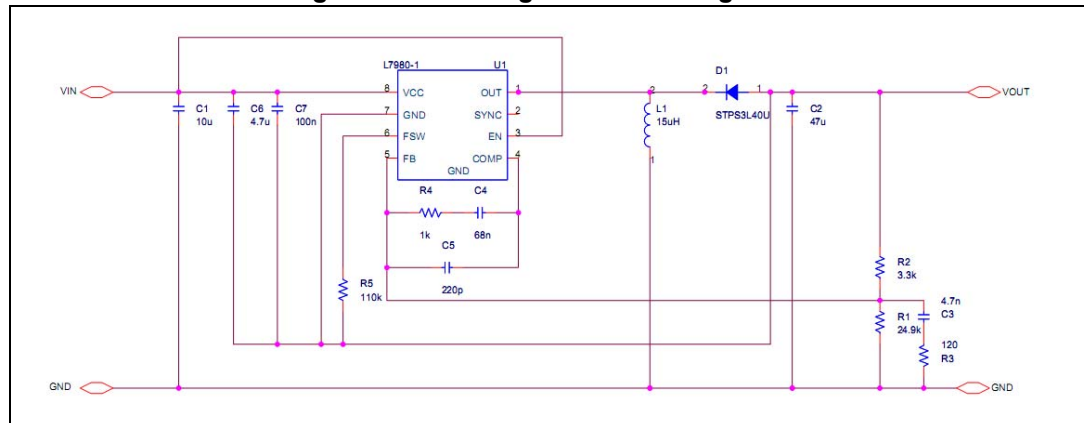 L7980-1 U1
D1
VIN
8 VCC OUT 1
7 GND SYNC 2
6 FSW EN 3
5 FB COMP 4
GND
C1
10u
C6
4.7u
C7
100n
2
L1
15uH
1
2 1
STPS3L40U
C2
47u
VOUT
R4 C4
1k 68n
C5
220p
R5
110k
R2
3.3k
4.7n
C3
R1
24.9k
120
R3
GND GND